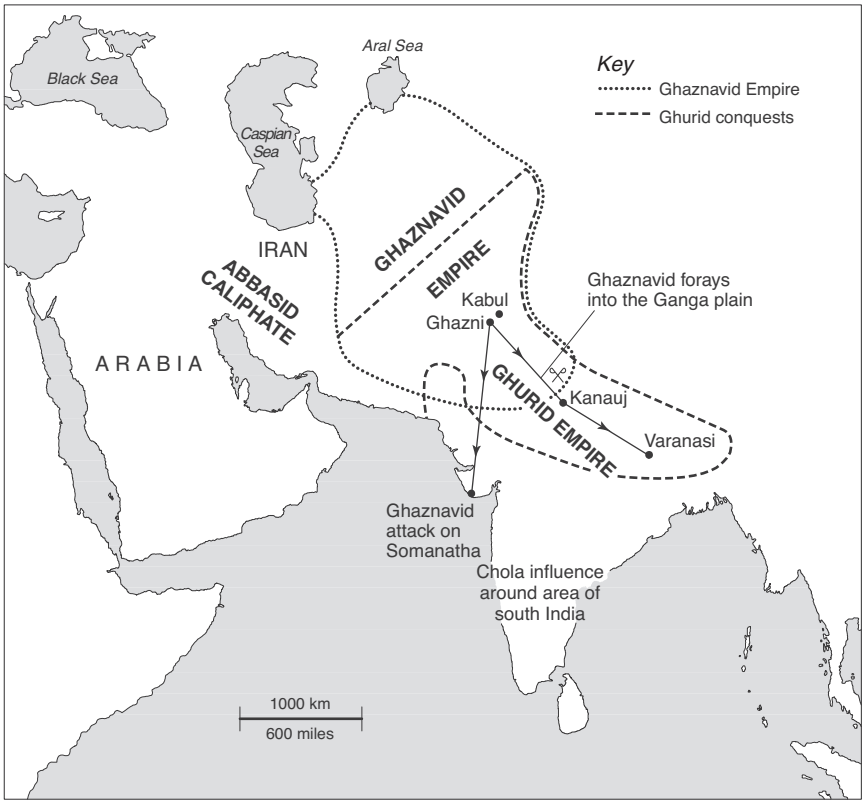 Aral Sea
Black Sea
Key
Ghaznavid Empire
Ghurid conquests
Caspian
Sea
GHAZNAVID
EMPIRE
IRAN
ABBASID
CALIPHATE
Ghaznavid forays
into the Ganga plain
Kabul
Ghazni
ARABIA
GHURID EMPIRE
Kanauj
Varanasi
Ghaznavid
attack on
Somanatha
Chola influence
around area of
south India
1000 km
600 miles